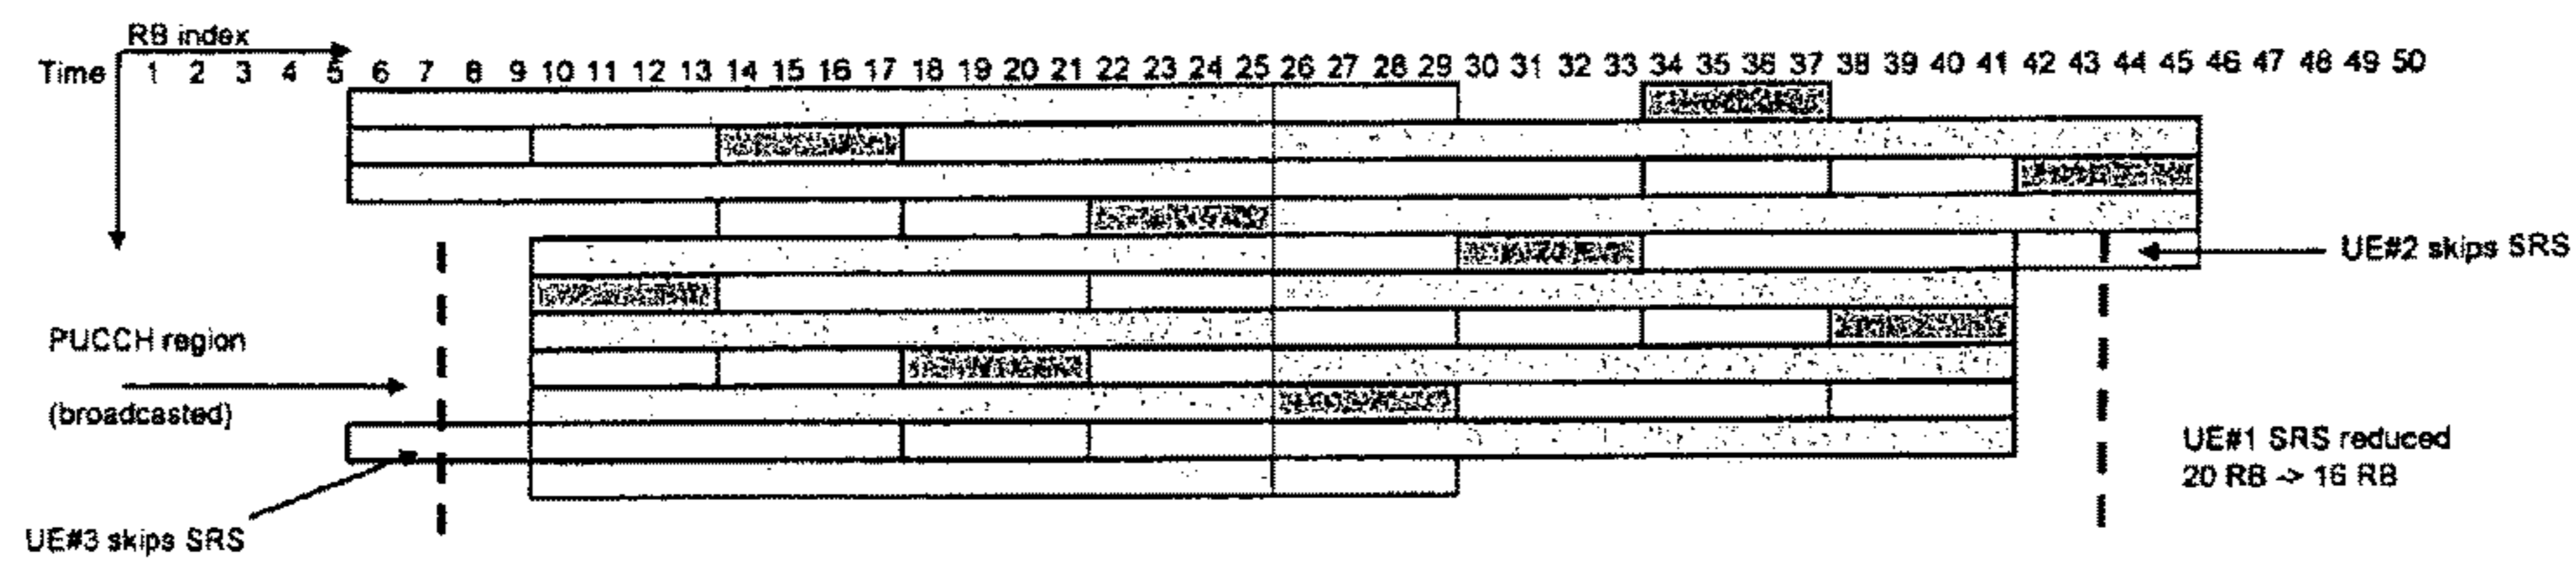 RB index
Time 1 2 3 4 5 6 7 8 9 10 11 12 13 14 15 16 17 18 19 20 21 22 23 24 25 26 27 28 29 30 31 32 33 34 35 36 37 38 39 40 41 42 43 44 45 46 47 48 49 50
UE#2 skips SRS
PUCCH region
(broadcasted)
UE#1 SRS reduced
20 RB -> 16 RB
UE#3 skips SRS